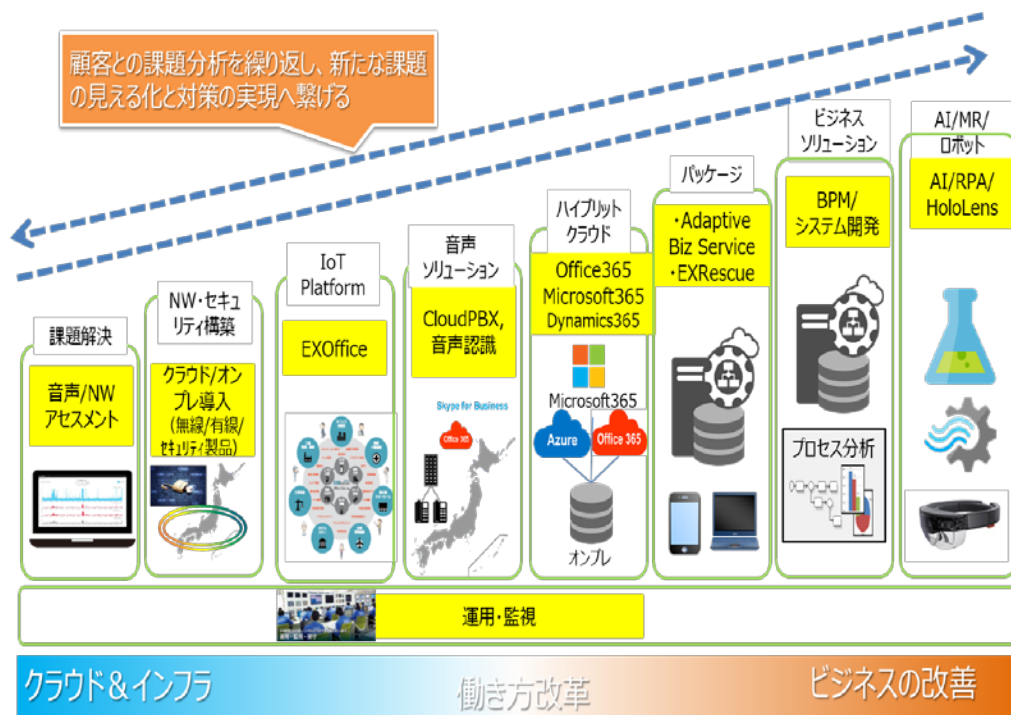 顧客との課題分析を繰り返し、新たな課題
の見える化と対策の実現へ繋げる
課題解決
音声/NW
アセスメント
NW・セキュ
リティ構築
クラウド/オン
プレ導入
(無線/有線/
セキュリティ製品)
IoT
Platform
EXOffice
音声
ソリューション
CloudPBX,
音声認識
Skype for Business
Office 365
ハイブリット
クラウド
Office365
Microsoft365
Dynamics365
Microsoft365
Azure
Office 365
オンプレ
パッケージ
・Adaptive
Biz Service
・EXRescue
ビジネス
ソリューション
BPM/
システム開発
プロセス分析
AI/MR/
ロボット
AI/RPA/
HoloLens
運用・監視
クラウド&インフラ
働き方改革
ビジネスの改善